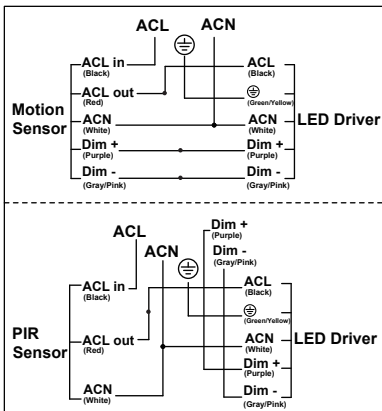 ACL ACN
ACL in ACL
(Black) (Black)
ACL out
(Red) (Green/Yellow)
Motion Sensor ACN ACN LED Driver
(White) (White)
Dim + Dim +
(Purple) (Purple)
Dim - Dim -
(Gray/Pink) (Gray/Pink)
Dim +
(Purple)
ACL
ACN Dim -
(Gray/Pink)
ACL in ACL
(Black) (Black)
(Green/Yellow)
PIR Sensor ACL out ACN LED Driver
(Red) (White)
Dim +
(Purple)
ACN Dim -
(White) (Gray/Pink)